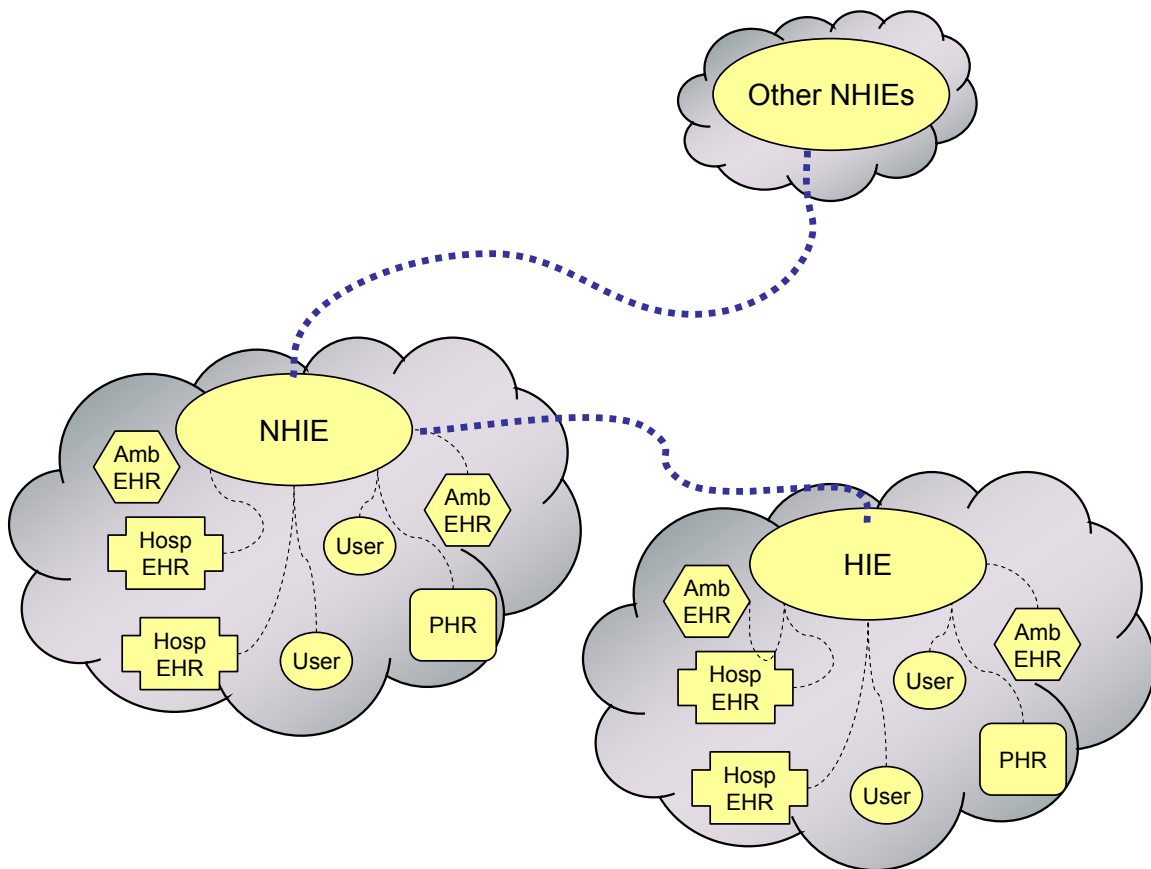 Other NHIEs
NHIE
Amb
EHR
Amb
EHR
Hosp
EHR
User
PHR
Hosp
EHR
User
HIE
Amb
EHR
Amb
EHR
Hosp
EHR
User
PHR
Hosp
EHR
User